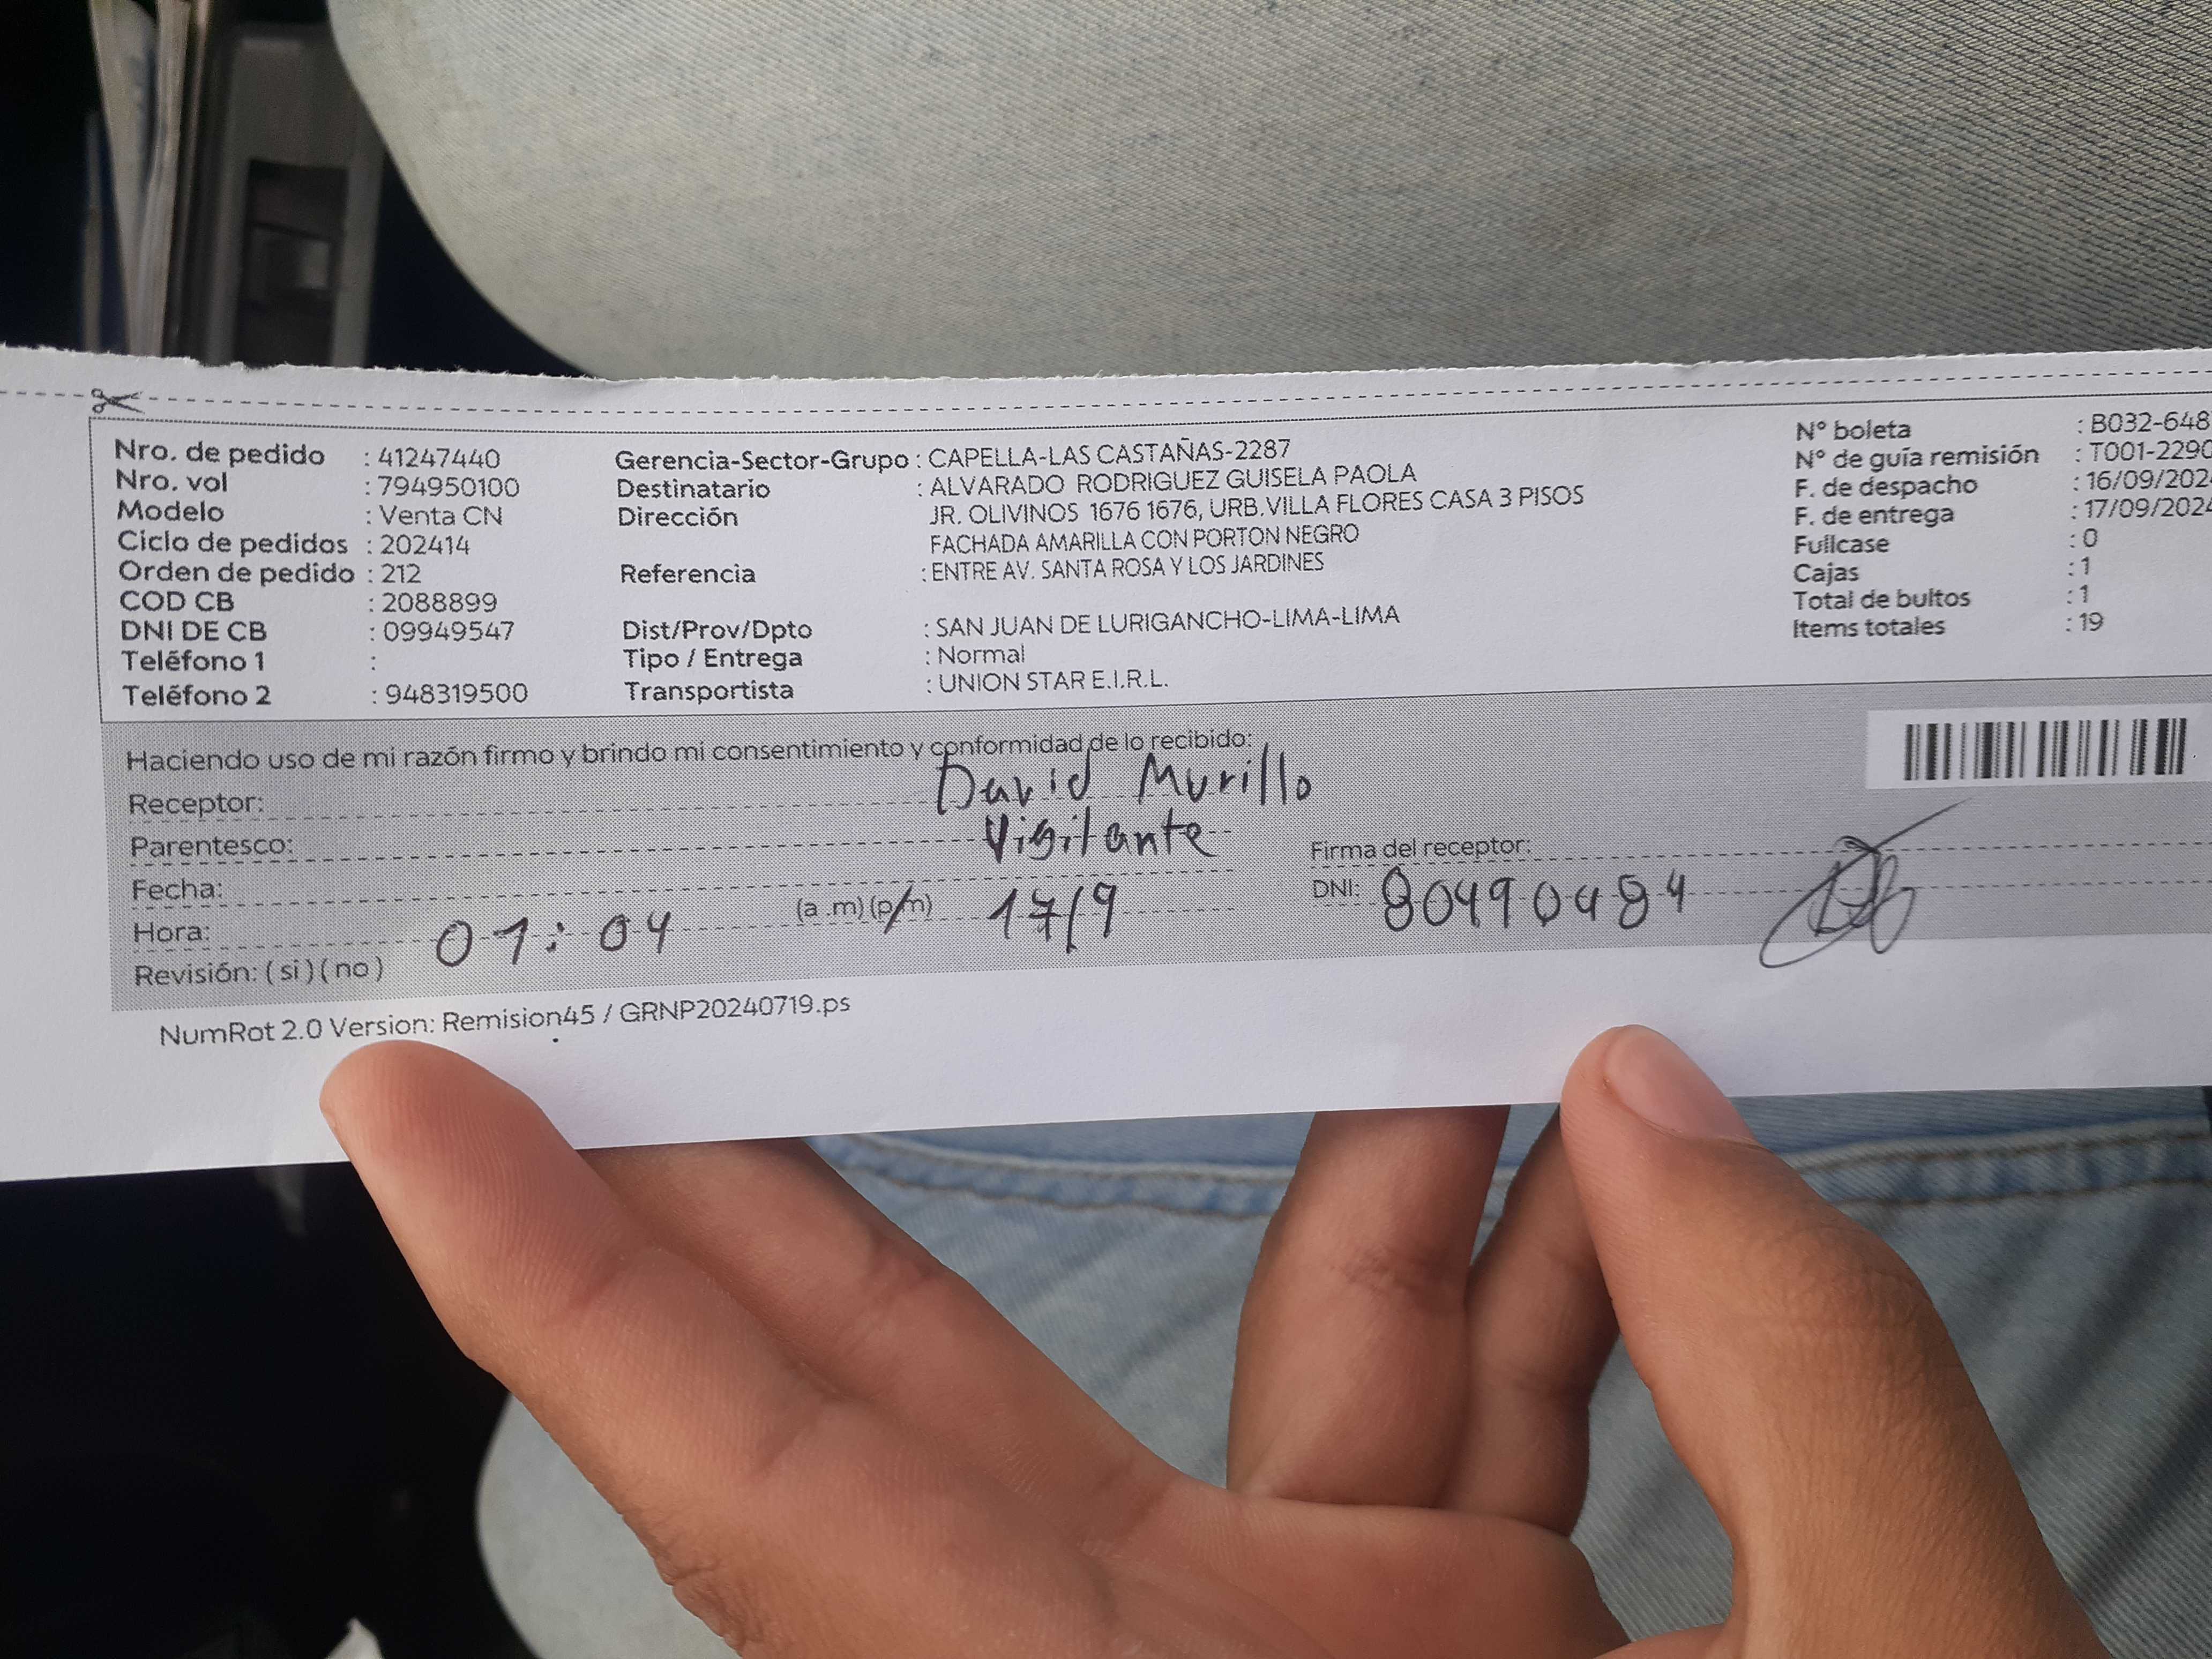 Nro. de pedido : 41247440
Nro. vol : 794950100
Modelo : Venta CN
Ciclo de pedidos : 202414
Orden de pedido : 212
COD CB : 2088899
DNI DE CB : 09949547
Teléfono 1 :
Teléfono 2 : 948319500
Gerencia-Sector-Grupo : CAPELLA-LAS CASTAÑAS-2287
Destinatario : ALVARADO RODRIGUEZ GUISELA PAOLA
Dirección JR. OLIVINOS 1676 1676, URB.VILLA FLORES CASA 3 PISOS
FACHADA AMARILLA CON PORTON NEGRO
Referencia : ENTRE AV. SANTA ROSA Y LOS JARDINES
Dist/Prov/Dpto : SAN JUAN DE LURIGANCHO-LIMA-LIMA
Tipo / Entrega : Normal
Transportista : UNION STAR E.I.R.L.
N° boleta : B032-648
N° de guía remisión : T001-2290
F. de despacho : 16/09/202
F. de entrega : 17/09/2024
Fullcase : 0
Cajas : 1
Total de bultos : 1
Items totales : 19
Haciendo uso de mi razón firmo y brindo mi consentimiento y conformidad de lo recibido:
Receptor: David Murillo
Parentesco: Vigilante
Fecha:
Hora: 01:04 (a .m) (p/m) 17/9
Revisión: ( si ) ( no )
Firma del receptor:
DNI: 80490484
NumRot 2.0 Version: Remision45 / GRNP20240719.ps